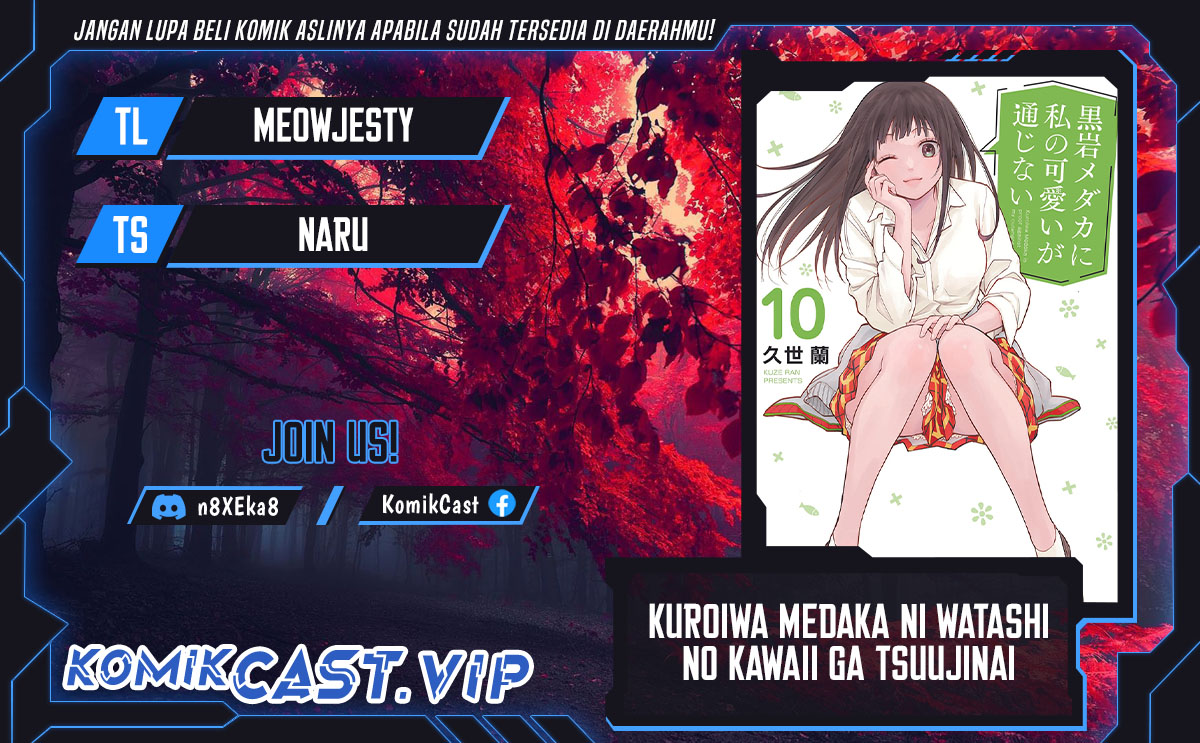 JANGAN LUPA BELI KOMIK ASLINYA APABILA SUDAH TERSEDIA DI DAERAHMU!
TL MEOWJESTY
TS NARU
JOIN US!
n8XEka8 / KomikCast
KOMIKCAST.VIP
黒岩メダカに
私の可愛いが
通じない
10
久世 蘭
KUZE RAN
PRESENTS
KUROIWA MEDAKA NI WATASHI
NO KAWAII GA TSUUJINAI